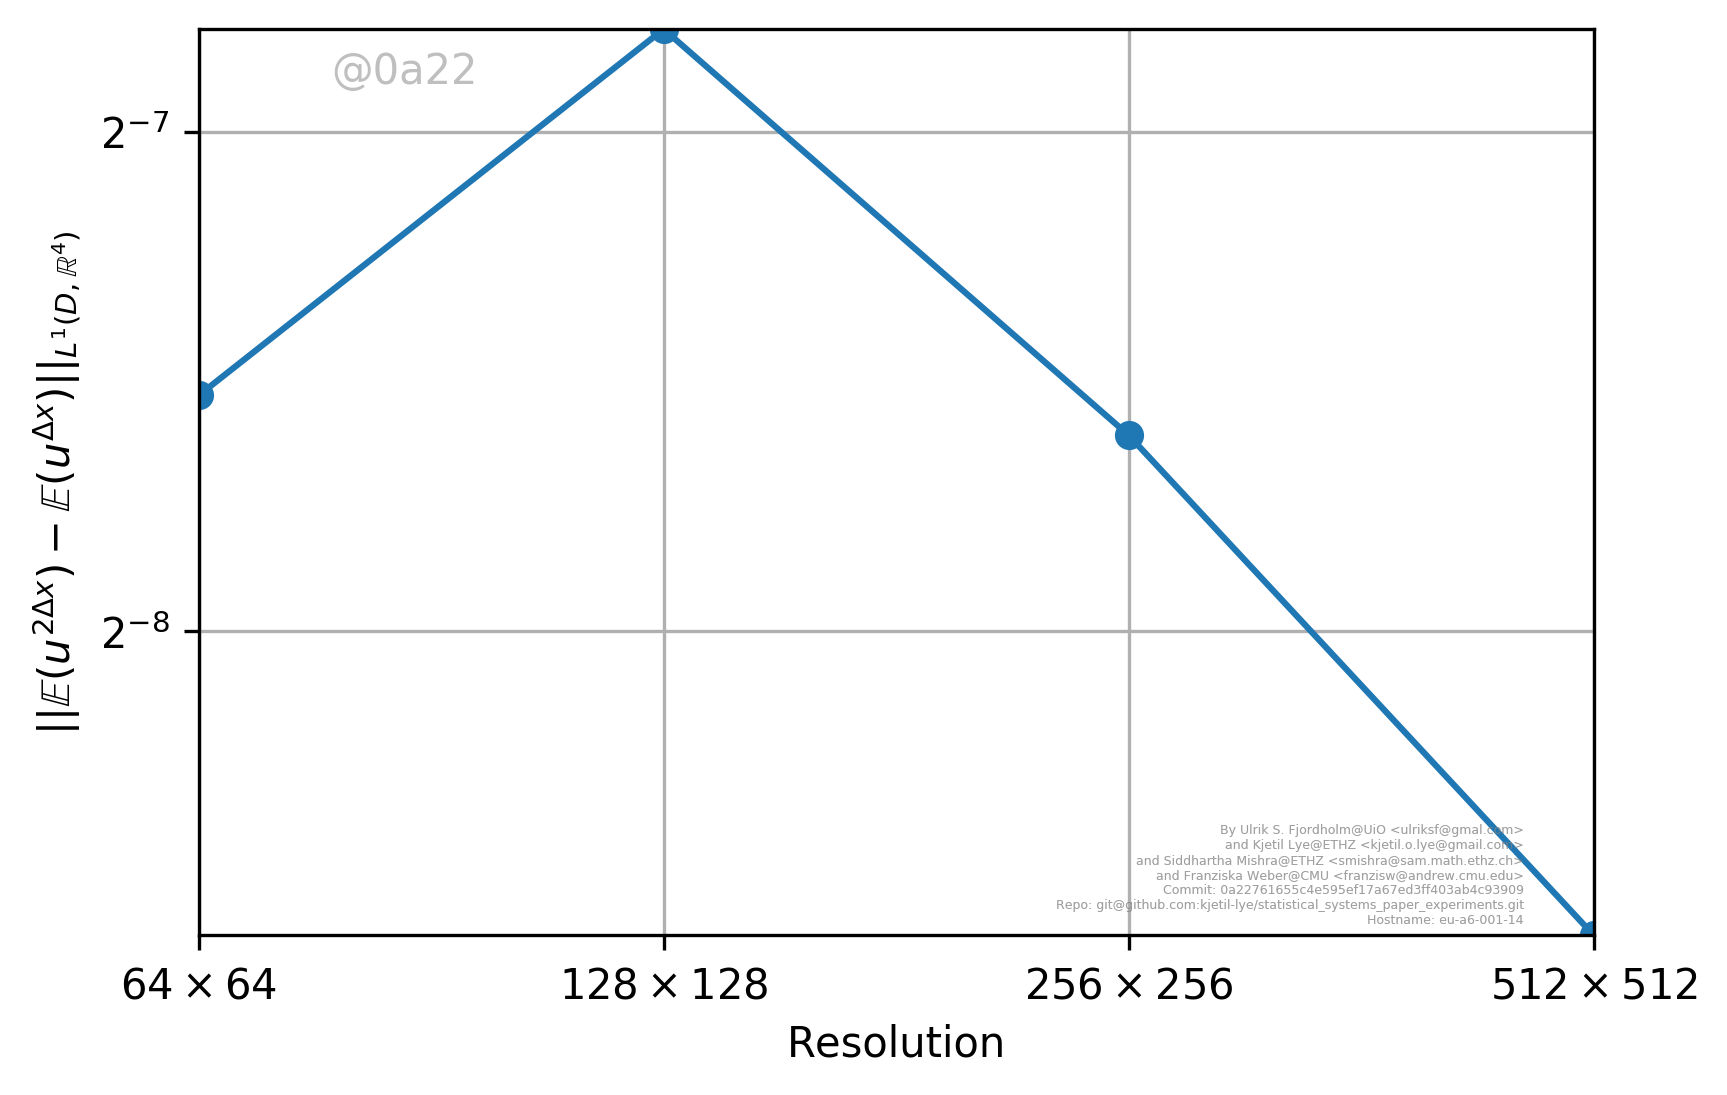 @0a22
2⁻⁷
2⁻⁸
||𝔼(u^{2Δx}) − 𝔼(u^{Δx})||_{L¹(D, ℝ⁴)}
By Ulrik S. Fjordholm@UiO <ulriksf@gmal.com>
and Kjetil Lye@ETHZ <kjetil.o.lye@gmail.com>
and Siddhartha Mishra@ETHZ <smishra@sam.math.ethz.ch>
and Franziska Weber@CMU <franzisw@andrew.cmu.edu>
Commit: 0a22761655c4e595ef17a67ed3ff403ab4c93909
Repo: git@github.com:kjetil-lye/statistical_systems_paper_experiments.git
Hostname: eu-a6-001-14
64 × 64 128 × 128 256 × 256 512 × 512
Resolution